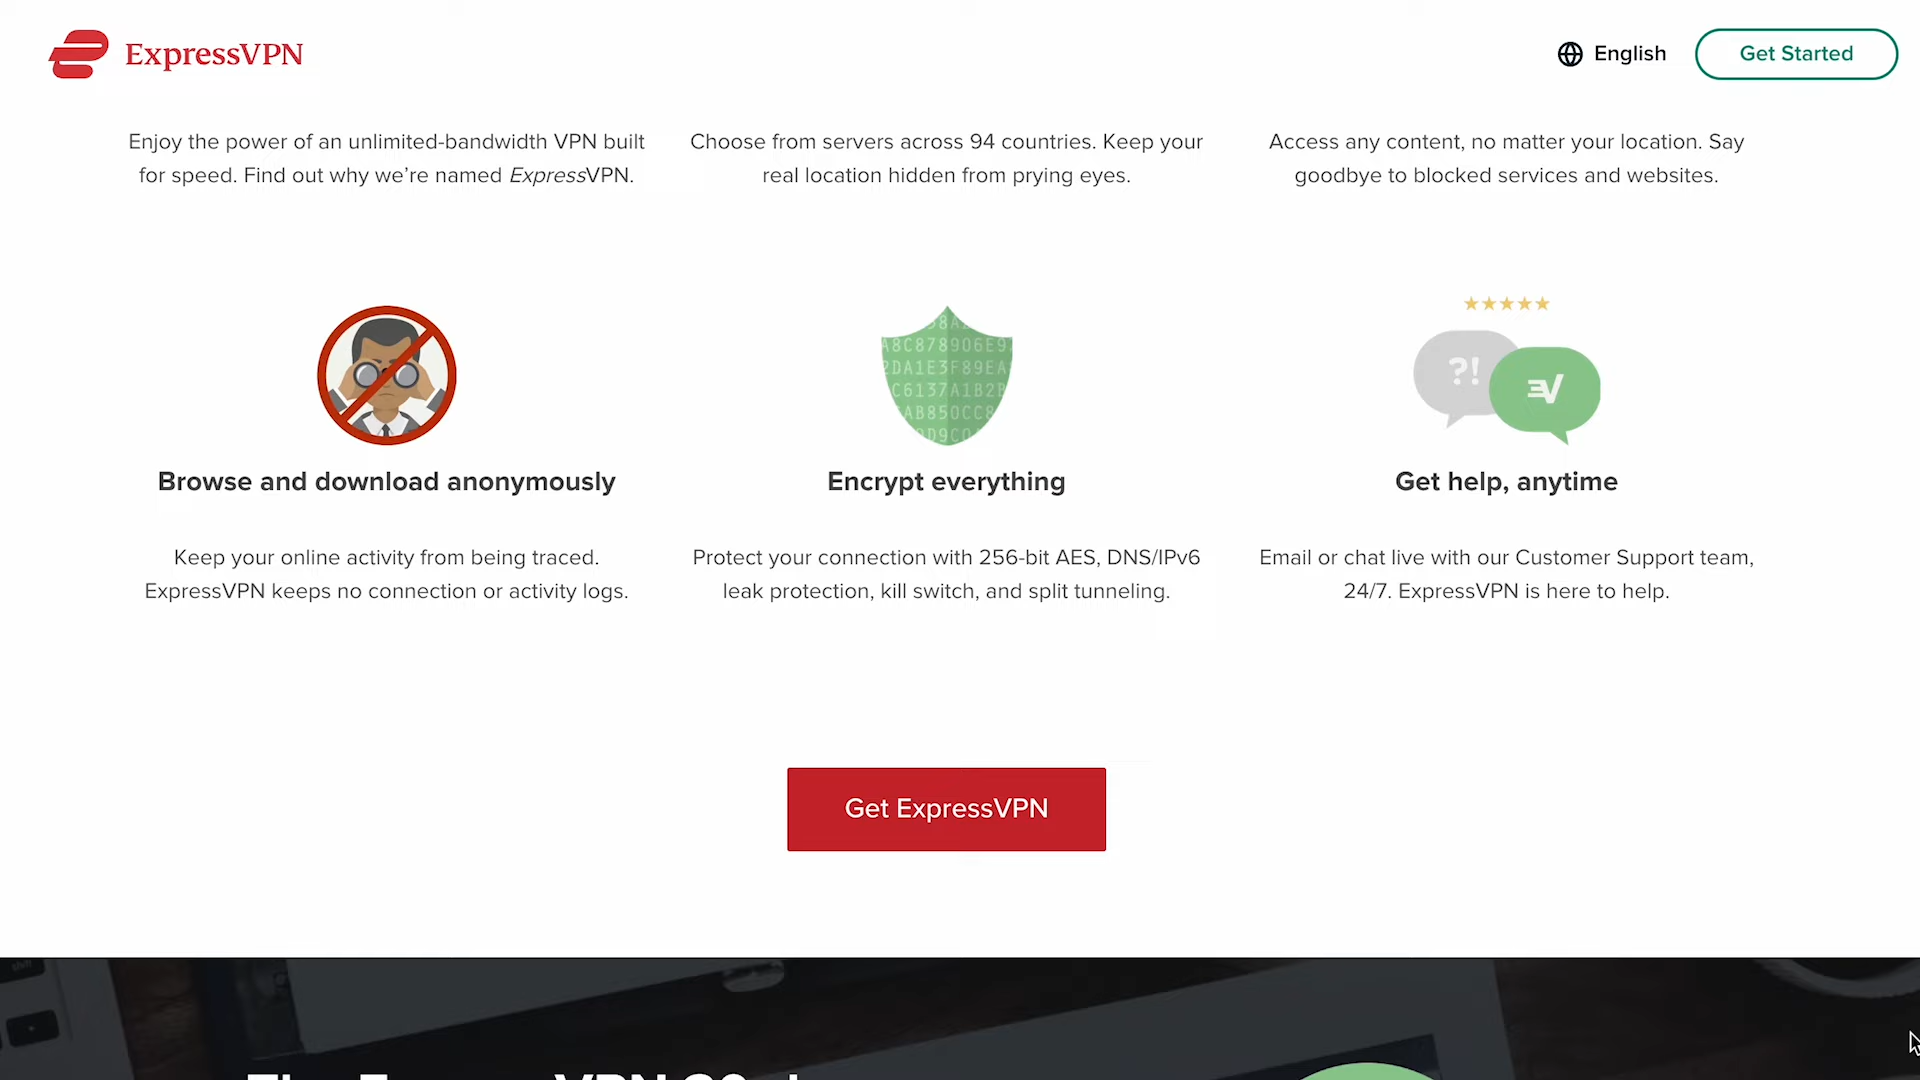 ExpressVPN
English
Get Started
Enjoy the power of an unlimited-bandwidth VPN built
for speed. Find out why we’re named ExpressVPN.
Choose from servers across 94 countries. Keep your
real location hidden from prying eyes.
Access any content, no matter your location. Say
goodbye to blocked services and websites.
A8C878906E9
2DA1E3F89EA
C6137A1B2B
AB850CC8
?!
Browse and download anonymously
Keep your online activity from being traced.
ExpressVPN keeps no connection or activity logs.
Encrypt everything
Protect your connection with 256-bit AES, DNS/IPv6
leak protection, kill switch, and split tunneling.
Get help, anytime
Email or chat live with our Customer Support team,
24/7. ExpressVPN is here to help.
Get ExpressVPN